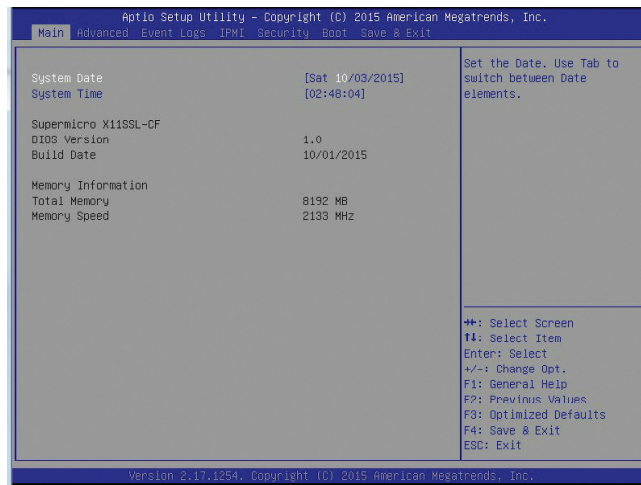 Aptio Setup Utility – Copyright (C) 2015 American Megatrends, Inc.
Main Advanced Event Logs IPMI Security Boot Save & Exit
System Date [Sat 10/03/2015]
System Time [02:48:04]
Supermicro X11SSL-CF
BIOS Version 1.0
Build Date 10/01/2015
Memory Information
Total Memory 8192 MB
Memory Speed 2133 MHz
Set the Date. Use Tab to
switch between Date
elements.
→←: Select Screen
↑↓: Select Item
Enter: Select
+/-: Change Opt.
F1: General Help
F2: Previous Values
F3: Optimized Defaults
F4: Save & Exit
ESC: Exit
Version 2.17.1254. Copyright (C) 2015 American Megatrends, Inc.